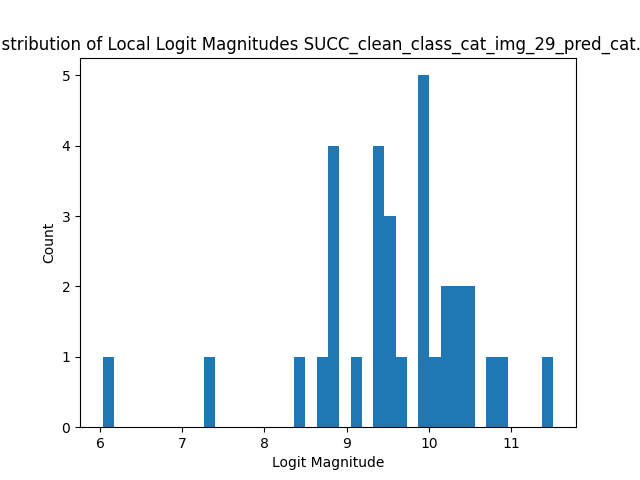 stribution of Local Logit Magnitudes SUCC_clean_class_cat_img_29_pred_cat.
5
4
3
2
1
0
Count
6 7 8 9 10 11
Logit Magnitude